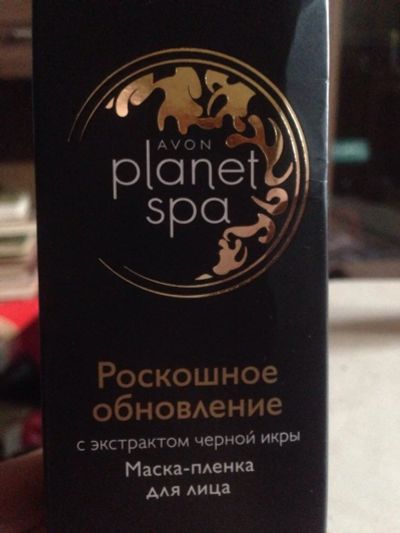 AVON
planet
spa
Роскошное
обновление
с экстрактом черной икры
Маска-пленка
для лица